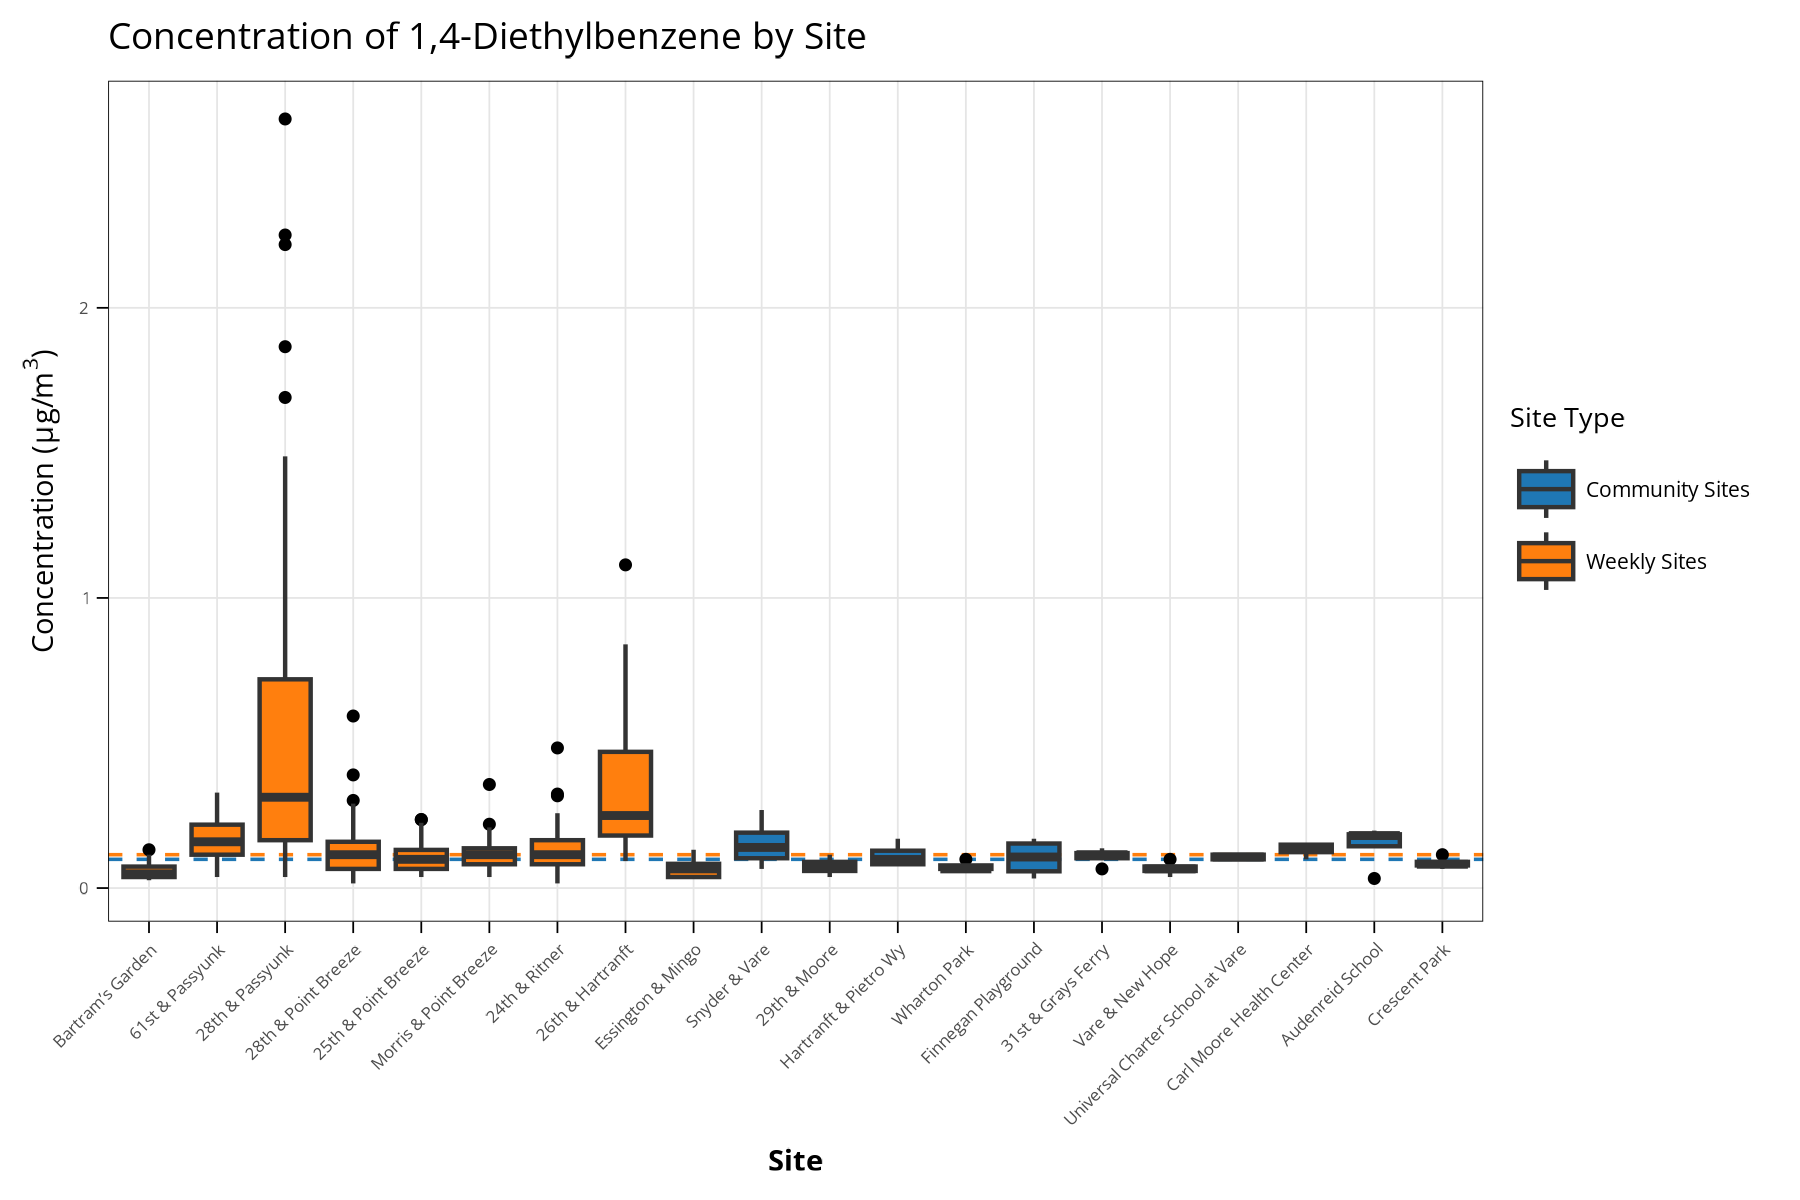 Concentration of 1,4-Diethylbenzene by Site
Concentration (µg/m³)
2
1
0
Bartram's Garden
61st & Passyunk
28th & Passyunk
28th & Point Breeze
25th & Point Breeze
Morris & Point Breeze
24th & Ritner
26th & Hartranft
Essington & Mingo
Snyder & Vare
29th & Moore
Hartranft & Pietro Wy
Wharton Park
Finnegan Playground
31st & Grays Ferry
Vare & New Hope
Universal Charter School at Vare
Carl Moore Health Center
Audenreid School
Crescent Park
Site
Site Type
Community Sites
Weekly Sites